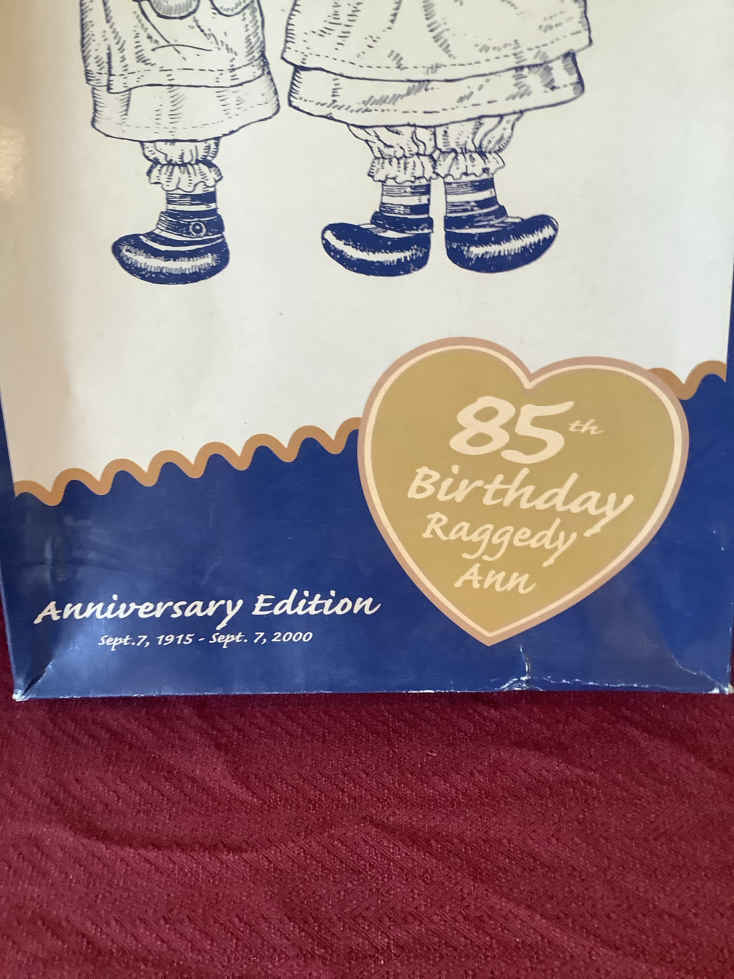 85th
Birthday
Raggedy
Ann
Anniversary Edition
Sept.7, 1915 - Sept. 7, 2000